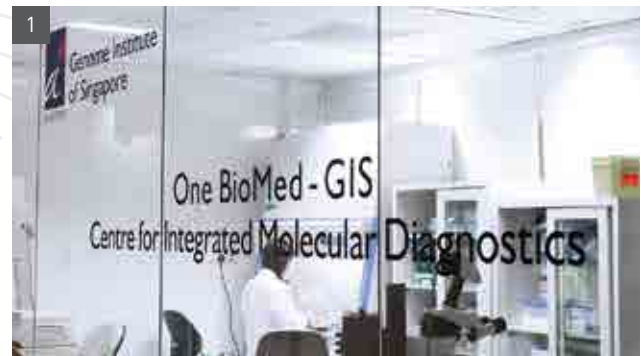 1
Genome Institute
of Singapore
One BioMed - GIS
Centre for Integrated Molecular Diagnostics